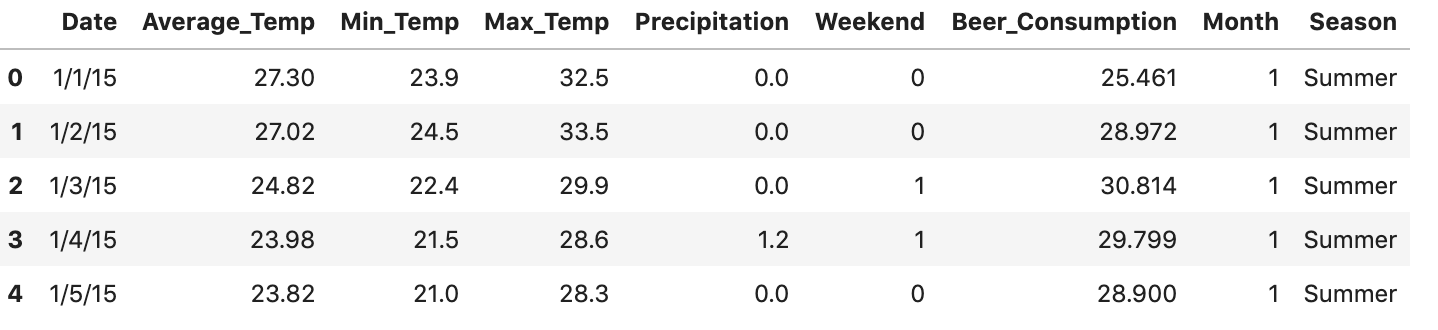 Date Average_Temp Min_Temp Max_Temp Precipitation Weekend Beer_Consumption Month Season
0 1/1/15 27.30 23.9 32.5 0.0 0 25.461 1 Summer
1 1/2/15 27.02 24.5 33.5 0.0 0 28.972 1 Summer
2 1/3/15 24.82 22.4 29.9 0.0 1 30.814 1 Summer
3 1/4/15 23.98 21.5 28.6 1.2 1 29.799 1 Summer
4 1/5/15 23.82 21.0 28.3 0.0 0 28.900 1 Summer